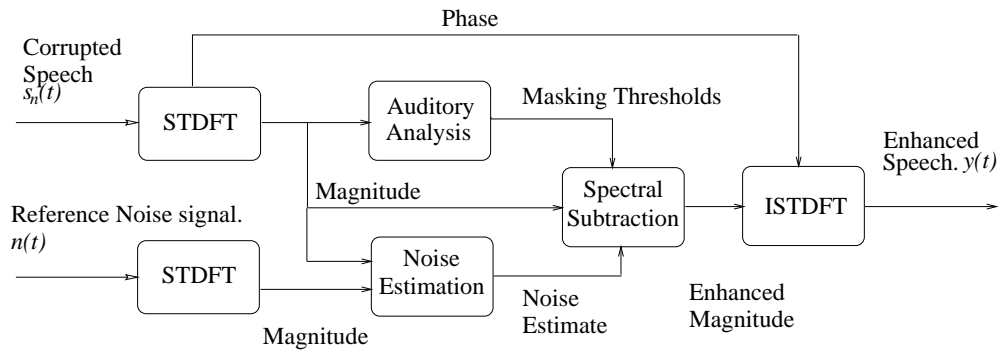 Phase
Corrupted
Speech
sn(t)
STDFT
Auditory
Analysis
Masking Thresholds
Enhanced
Speech. y(t)
Magnitude
Spectral
Subtraction
ISTDFT
Reference Noise signal.
n(t)
STDFT
Noise
Estimation
Magnitude
Noise
Estimate
Enhanced
Magnitude